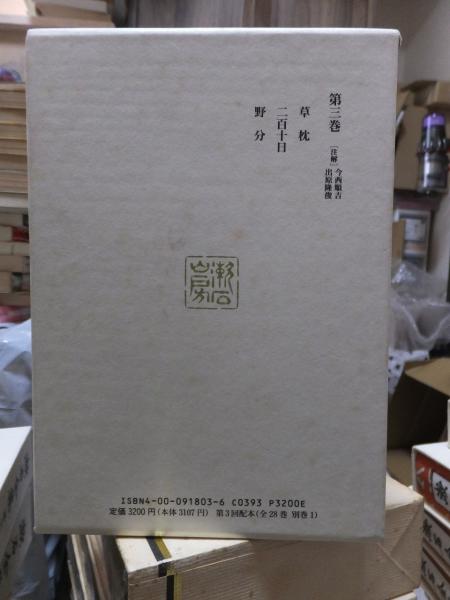 第三巻
[注解] 今西順吉
出原隆俊
草枕
二百十日
野分
漱石
山房
ISBN4-00-091803-6 C0393 P3200E
定価3200円(本体3107円) 第3回配本(全28巻 別巻1)